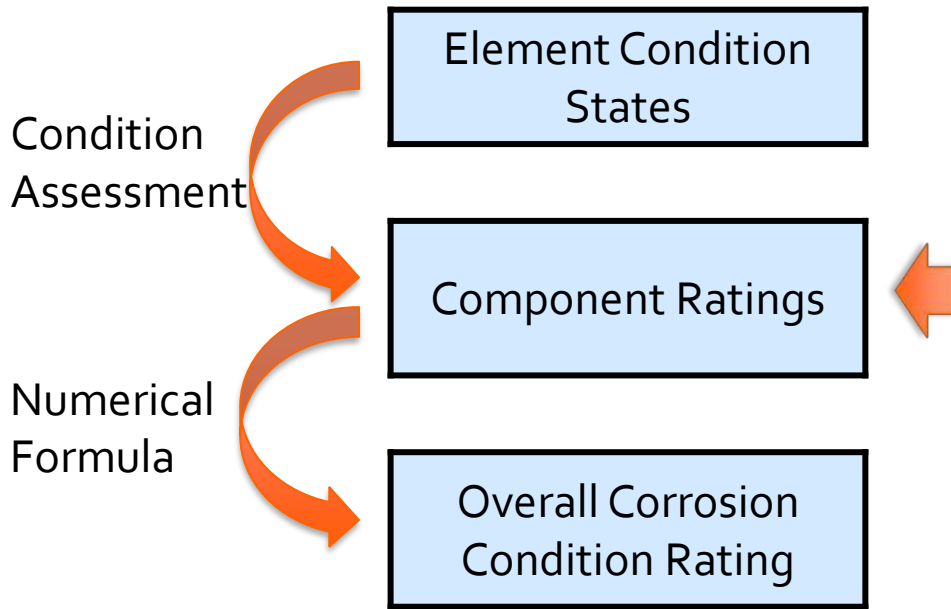 Element Condition
States
Condition
Assessment
Component Ratings
Numerical
Formula
Overall Corrosion
Condition Rating